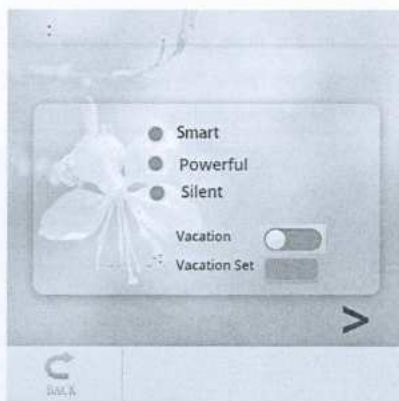 Smart
Powerful
Silent
Vacation
Vacation Set
>
BACK